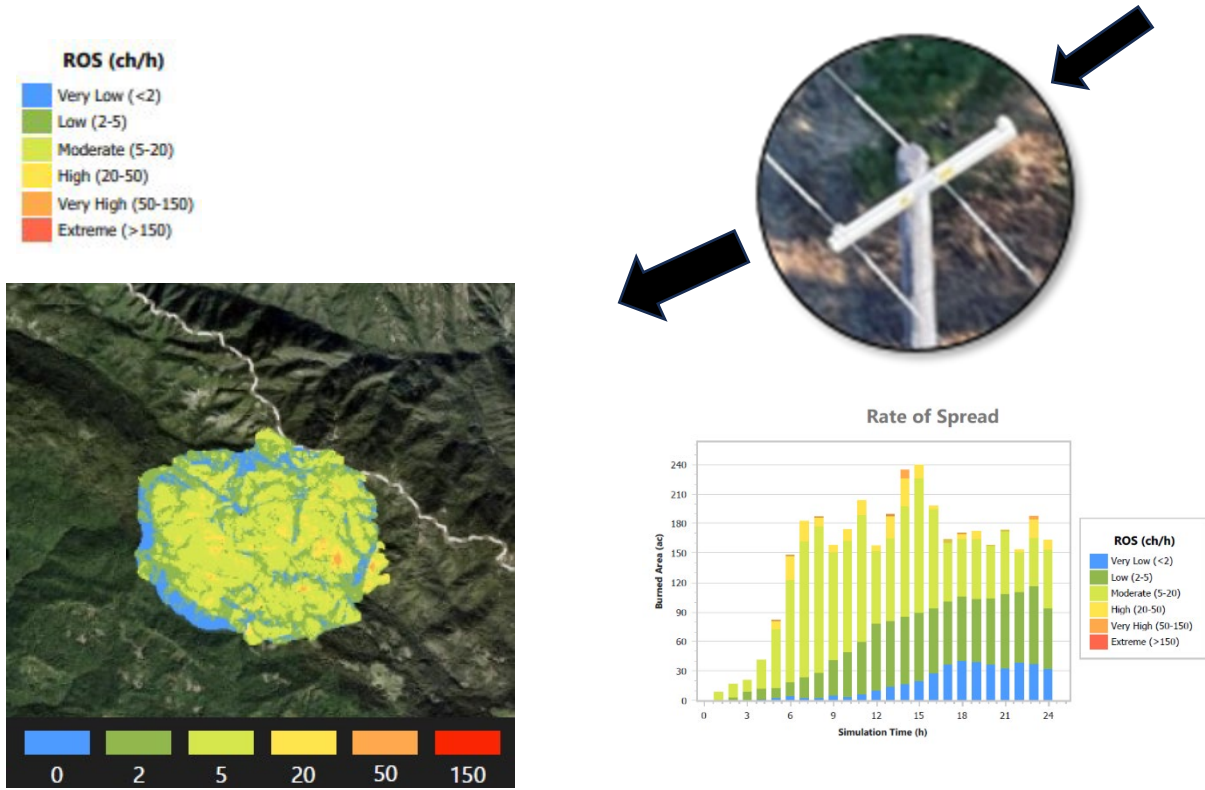 ROS (ch/h)
Very Low (<2)
Low (2-5)
Moderate (5-20)
High (20-50)
Very High (50-150)
Extreme (>150)
0 2 5 20 50 150
Rate of Spread
Burned Area (ac)
240
210
180
150
120
90
60
30
0
0 3 6 9 12 15 18 21 24
Simulation Time (h)
ROS (ch/h)
Very Low (<2)
Low (2-5)
Moderate (5-20)
High (20-50)
Very High (50-150)
Extreme (>150)